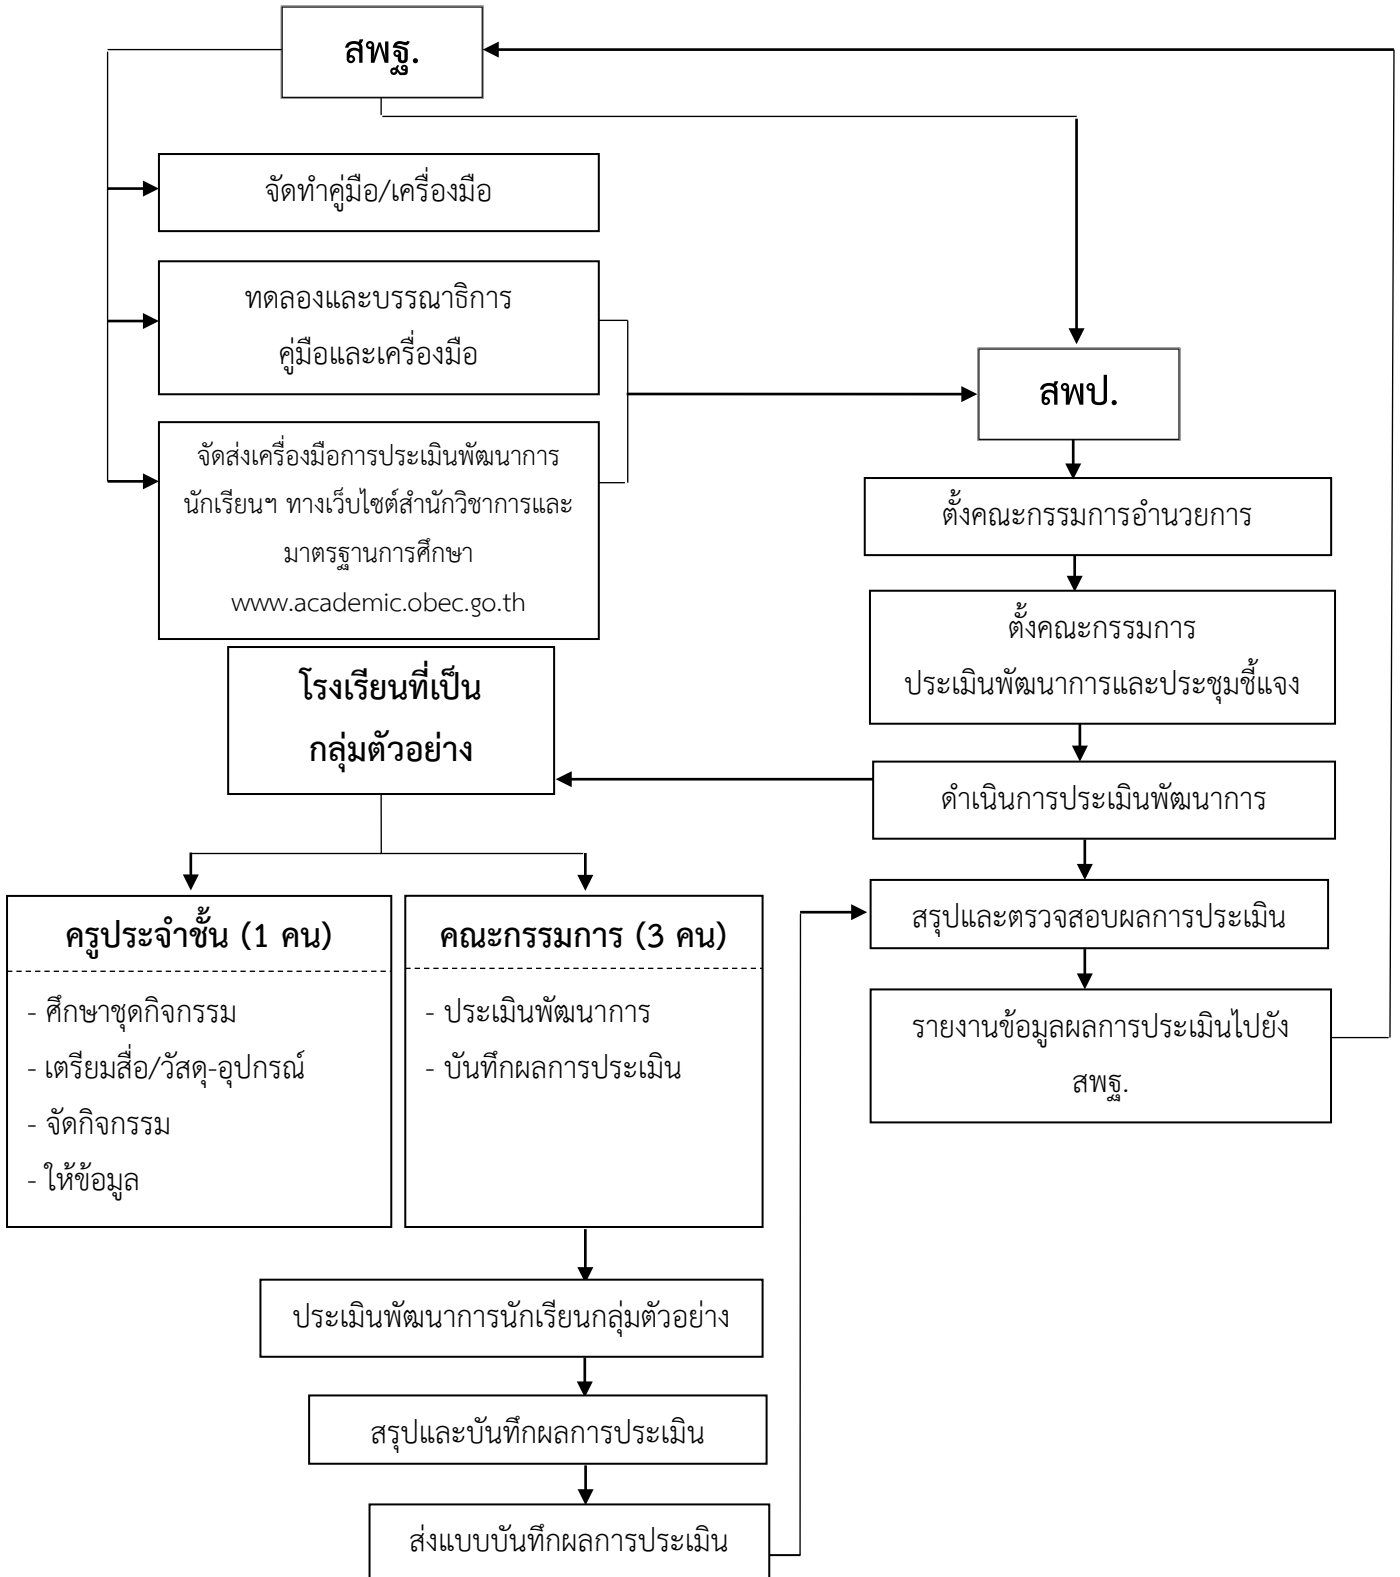 สพฐ.
จัดทำคู่มือ/เครื่องมือ
ทดลองและบรรณาธิการ
คู่มือและเครื่องมือ
จัดส่งเครื่องมือการประเมินพัฒนาการ
นักเรียนฯ ทางเว็บไซต์สำนักวิชาการและ
มาตรฐานการศึกษา
www.academic.obec.go.th
สพป.
ตั้งคณะกรรมการอำนวยการ
ตั้งคณะกรรมการ
ประเมินพัฒนาการและประชุมชี้แจง
ดำเนินการประเมินพัฒนาการ
สรุปและตรวจสอบผลการประเมิน
รายงานข้อมูลผลการประเมินไปยัง
สพฐ.
โรงเรียนที่เป็น
กลุ่มตัวอย่าง
ครูประจำชั้น (1 คน)
- ศึกษาชุดกิจกรรม
- เตรียมสื่อ/วัสดุ-อุปกรณ์
- จัดกิจกรรม
- ให้ข้อมูล
คณะกรรมการ (3 คน)
- ประเมินพัฒนาการ
- บันทึกผลการประเมิน
ประเมินพัฒนาการนักเรียนกลุ่มตัวอย่าง
สรุปและบันทึกผลการประเมิน
ส่งแบบบันทึกผลการประเมิน